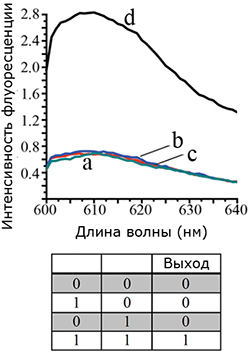 Интенсивность флуоресценции
2.8
2.4
2.0
1.6
1.2
0.8
0.4
d
b
a
c
600
610
620
630
640
Длина волны (нм)
Выход
0 0 0
1 0 0
0 1 0
1 1 1